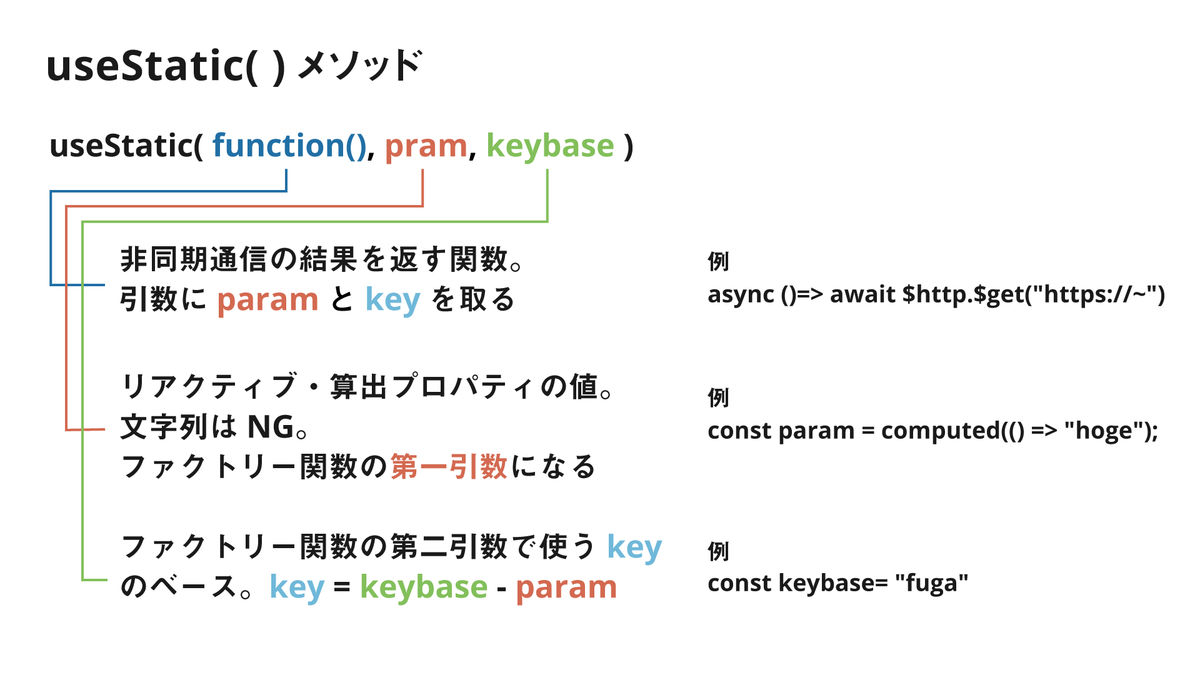 useStatic( ) メソッド
useStatic( function(), pram, keybase )
非同期通信の結果を返す関数。
引数に param と key を取る
例
async ()=> await $http.$get("https://~")
リアクティブ・算出プロパティの値。
文字列は NG。
ファクトリー関数の第一引数になる
例
const param = computed(() => "hoge");
ファクトリー関数の第二引数で使う key
のベース。key = keybase - param
例
const keybase= "fuga"